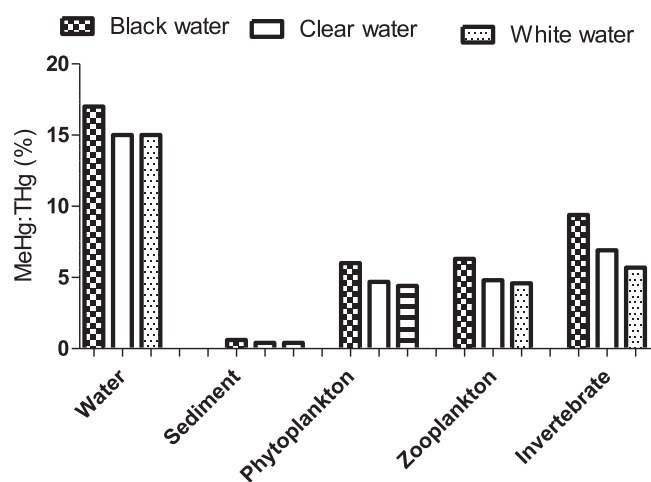 Black water
Clear water
White water
MeHg:THg (%)
20
15
10
5
0
Water
Sediment
Phytoplankton
Zooplankton
Invertebrate